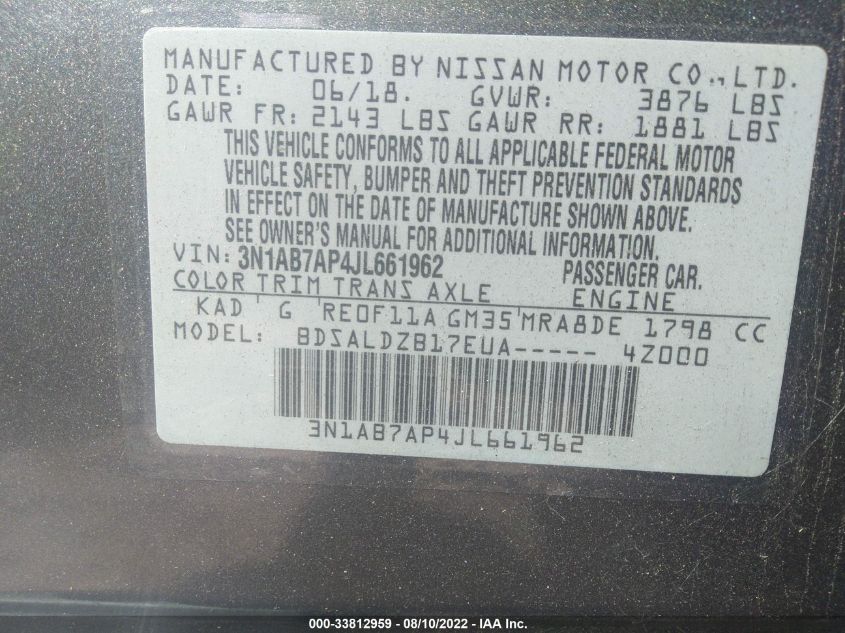 MANUFACTURED BY NISSAN MOTOR CO., LTD.
DATE: 06/18. GVWR: 3876 LBS
GAWR FR: 2143 LBS GAWR RR: 1881 LBS
THIS VEHICLE CONFORMS TO ALL APPLICABLE FEDERAL MOTOR
VEHICLE SAFETY, BUMPER AND THEFT PREVENTION STANDARDS
IN EFFECT ON THE DATE OF MANUFACTURE SHOWN ABOVE.
SEE OWNER'S MANUAL FOR ADDITIONAL INFORMATION.
VIN: 3N1AB7AP4JL661962 PASSENGER CAR.
COLOR TRIM TRANS AXLE ENGINE
KAD G RE0F11A GM35 MRA8DE 1798 CC
MODEL: BDSALDZB17EUA----- 4Z000
3N1AB7AP4JL661962
000-33812959 - 08/10/2022 - IAA Inc.